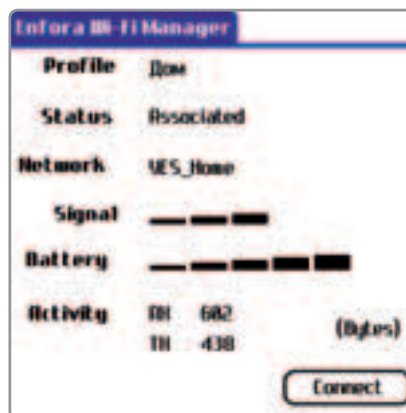 Enfora Wi-Fi Manager
Profile Дом
Status Associated
Network VES_Home
Signal
Battery
Activity RX 602 (Bytes)
TX 438
Connect